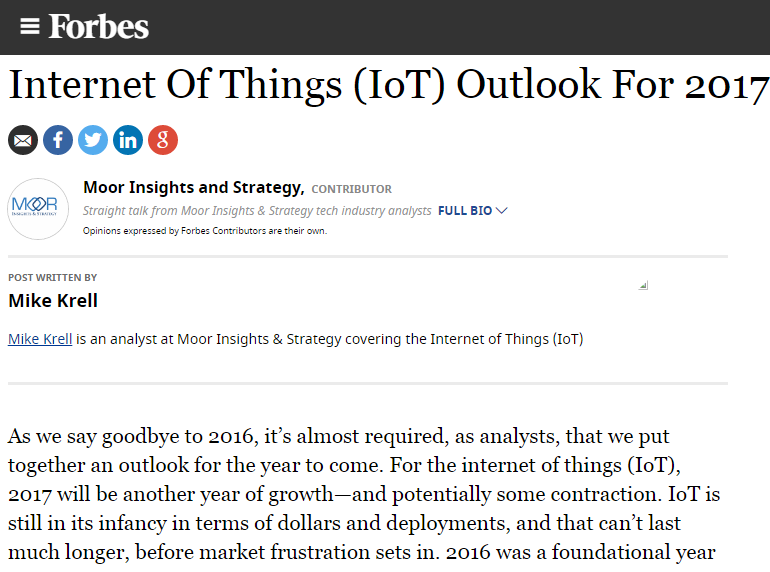 Forbes
Internet Of Things (IoT) Outlook For 2017
Moor Insights and Strategy, CONTRIBUTOR
MOOR
INSIGHTS & STRATEGY
Straight talk from Moor Insights & Strategy tech industry analysts FULL BIO
Opinions expressed by Forbes Contributors are their own.
POST WRITTEN BY
Mike Krell
Mike Krell is an analyst at Moor Insights & Strategy covering the Internet of Things (IoT)
As we say goodbye to 2016, it’s almost required, as analysts, that we put
together an outlook for the year to come. For the internet of things (IoT),
2017 will be another year of growth—and potentially some contraction. IoT is
still in its infancy in terms of dollars and deployments, and that can’t last
much longer, before market frustration sets in. 2016 was a foundational year